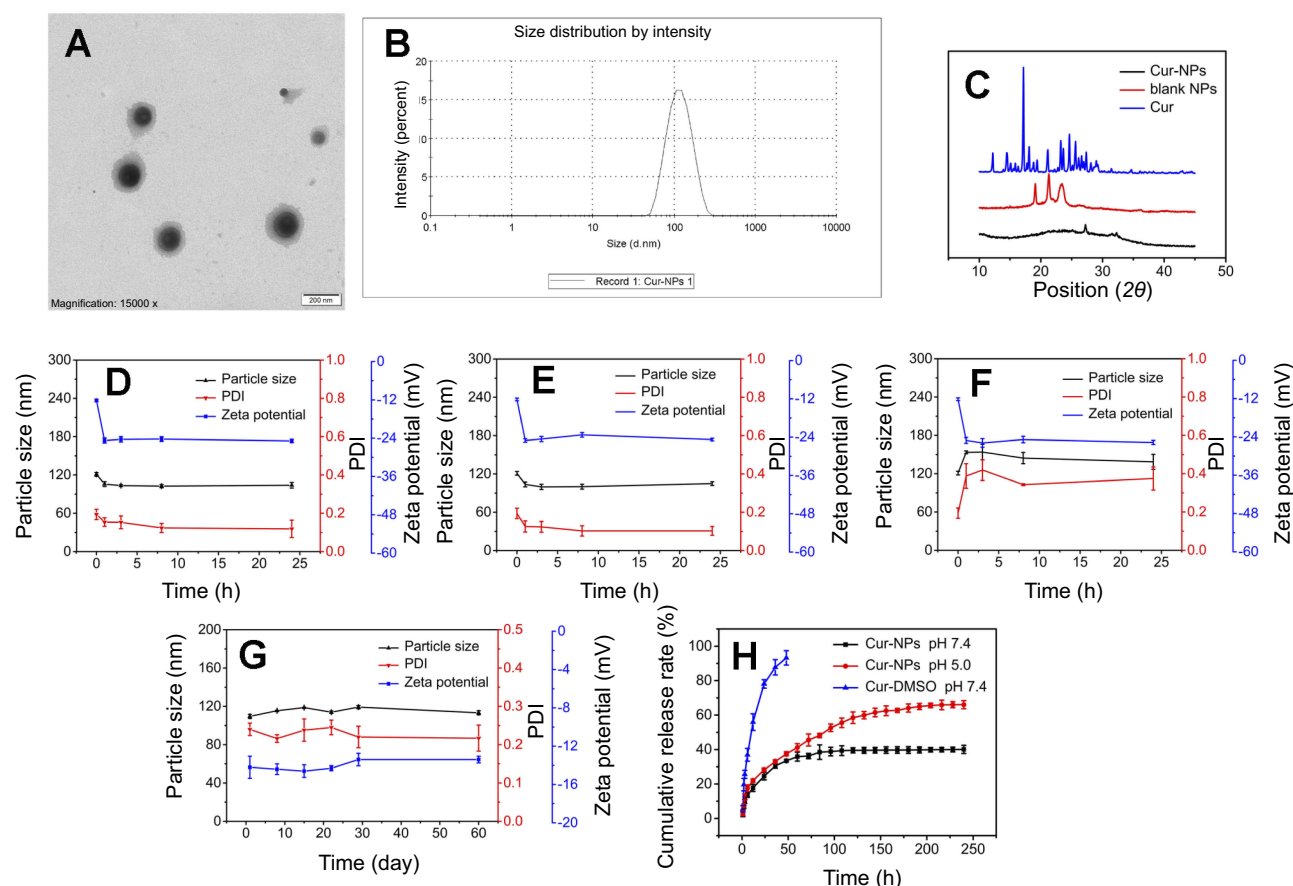 A
Magnification: 15000 x
200 nm
B
Size distribution by intensity
Intensity (percent)
20
15
10
5
0
0.1 1 10 100 1000 10000
Size (d.nm)
Record 1: Cur-NPs 1
C
Cur-NPs
blank NPs
Cur
10 20 30 40 50
Position (2θ)
D
Particle size (nm)
300
240
180
120
60
0
Particle size
PDI
Zeta potential
1.0
0.8
0.6
0.4
0.2
0.0
PDI
0
-12
-24
-36
-48
-60
Zeta potential (mV)
0 5 10 15 20 25
Time (h)
E
Particle size (nm)
300
240
180
120
60
0
Particle size
PDI
Zeta potential
1.0
0.8
0.6
0.4
0.2
0.0
PDI
0
-12
-24
-36
-48
-60
Zeta potential (mV)
0 5 10 15 20 25
Time (h)
F
Particle size (nm)
300
240
180
120
60
0
Particle size
PDI
Zeta potential
1.0
0.8
0.6
0.4
0.2
0.0
PDI
0
-12
-24
-36
-48
-60
Zeta potential (mV)
0 5 10 15 20 25
Time (h)
G
Particle size (nm)
200
160
120
80
40
0
Particle size
PDI
Zeta potential
0.5
0.4
0.3
0.2
0.1
0.0
PDI
0
-4
-8
-12
-16
-20
Zeta potential (mV)
0 10 20 30 40 50 60
Time (day)
H
Cumulative release rate (%)
100
80
60
40
20
0
Cur-NPs pH 7.4
Cur-NPs pH 5.0
Cur-DMSO pH 7.4
0 50 100 150 200 250
Time (h)